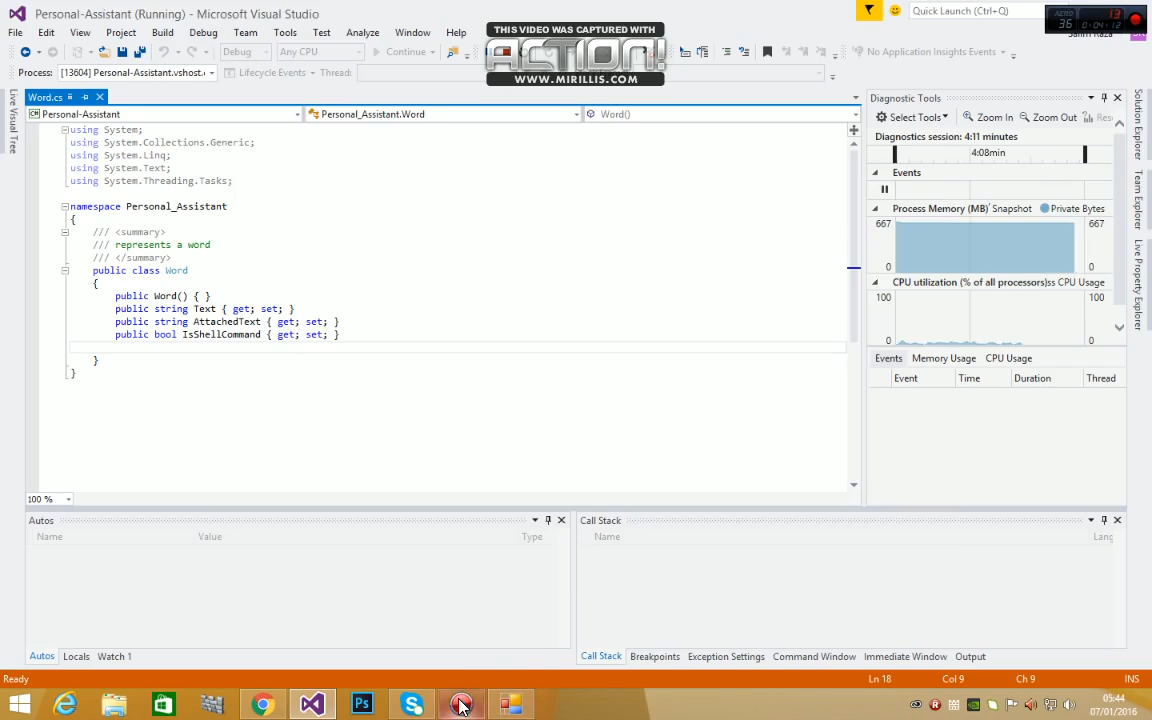 Personal-Assistant (Running) - Microsoft Visual Studio
Quick Launch (Ctrl+Q)
File Edit View Project Build Debug Team Tools Test Analyze Window Help
THIS VIDEO WAS CAPTURED WITH
ACTION!
WWW.MIRILLIS.COM
AERO
36
13
0:04:12
Debug Any CPU Continue
No Application Insights Events
Process: [13604] Personal-Assistant.vshost.
Lifecycle Events Thread:
Live Visual Tree
Word.cs
Personal-Assistant
Personal_Assistant.Word
Word()
using System;
using System.Collections.Generic;
using System.Linq;
using System.Text;
using System.Threading.Tasks;
namespace Personal_Assistant
{
/// <summary>
/// represents a word
/// </summary>
public class Word
{
public Word() { }
public string Text { get; set; }
public string AttachedText { get; set; }
public bool IsShellCommand { get; set; }
}
}
100 %
Diagnostic Tools
Select Tools Zoom In Zoom Out
Diagnostics session: 4:11 minutes
4:08min
Events
Process Memory (MB) Snapshot Private Bytes
667 667
0 0
CPU utilization (% of all processors) ss CPU Usage
100 100
0 0
Events Memory Usage CPU Usage
Event Time Duration Thread
Solution Explorer
Team Explorer
Live Property Explorer
Autos
Name Value Type
Autos Locals Watch 1
Call Stack
Name Lang
Call Stack Breakpoints Exception Settings Command Window Immediate Window Output
Ready
Ln 18 Col 9 Ch 9 INS
Ps
05:44
07/01/2016